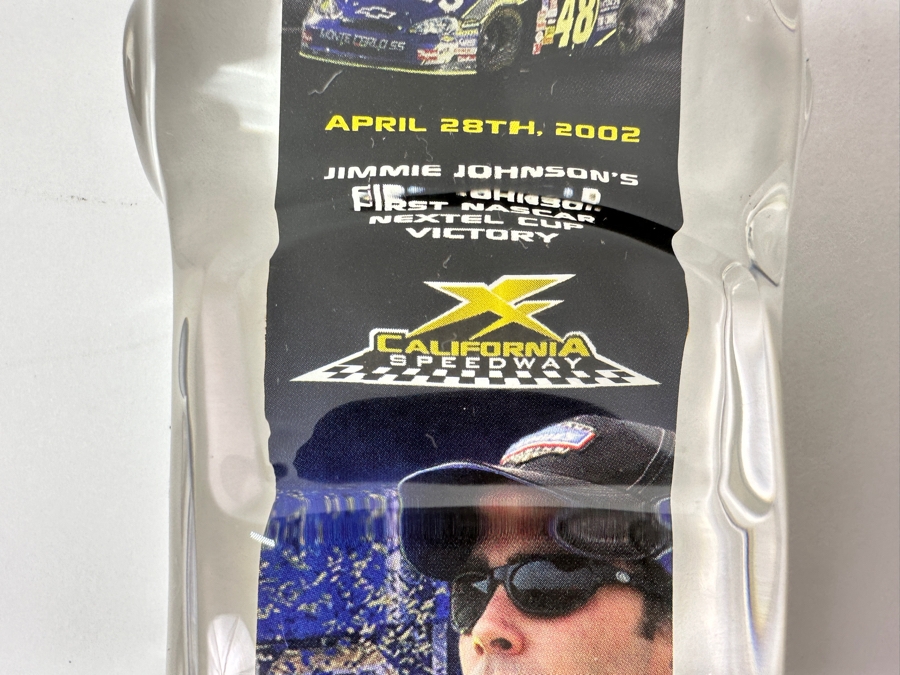 MONTE CARLO SS
48
APRIL 28TH, 2002
JIMMIE JOHNSON'S
FIRST NASCAR
NEXTEL CUP
VICTORY
CALIFORNIA
SPEEDWAY